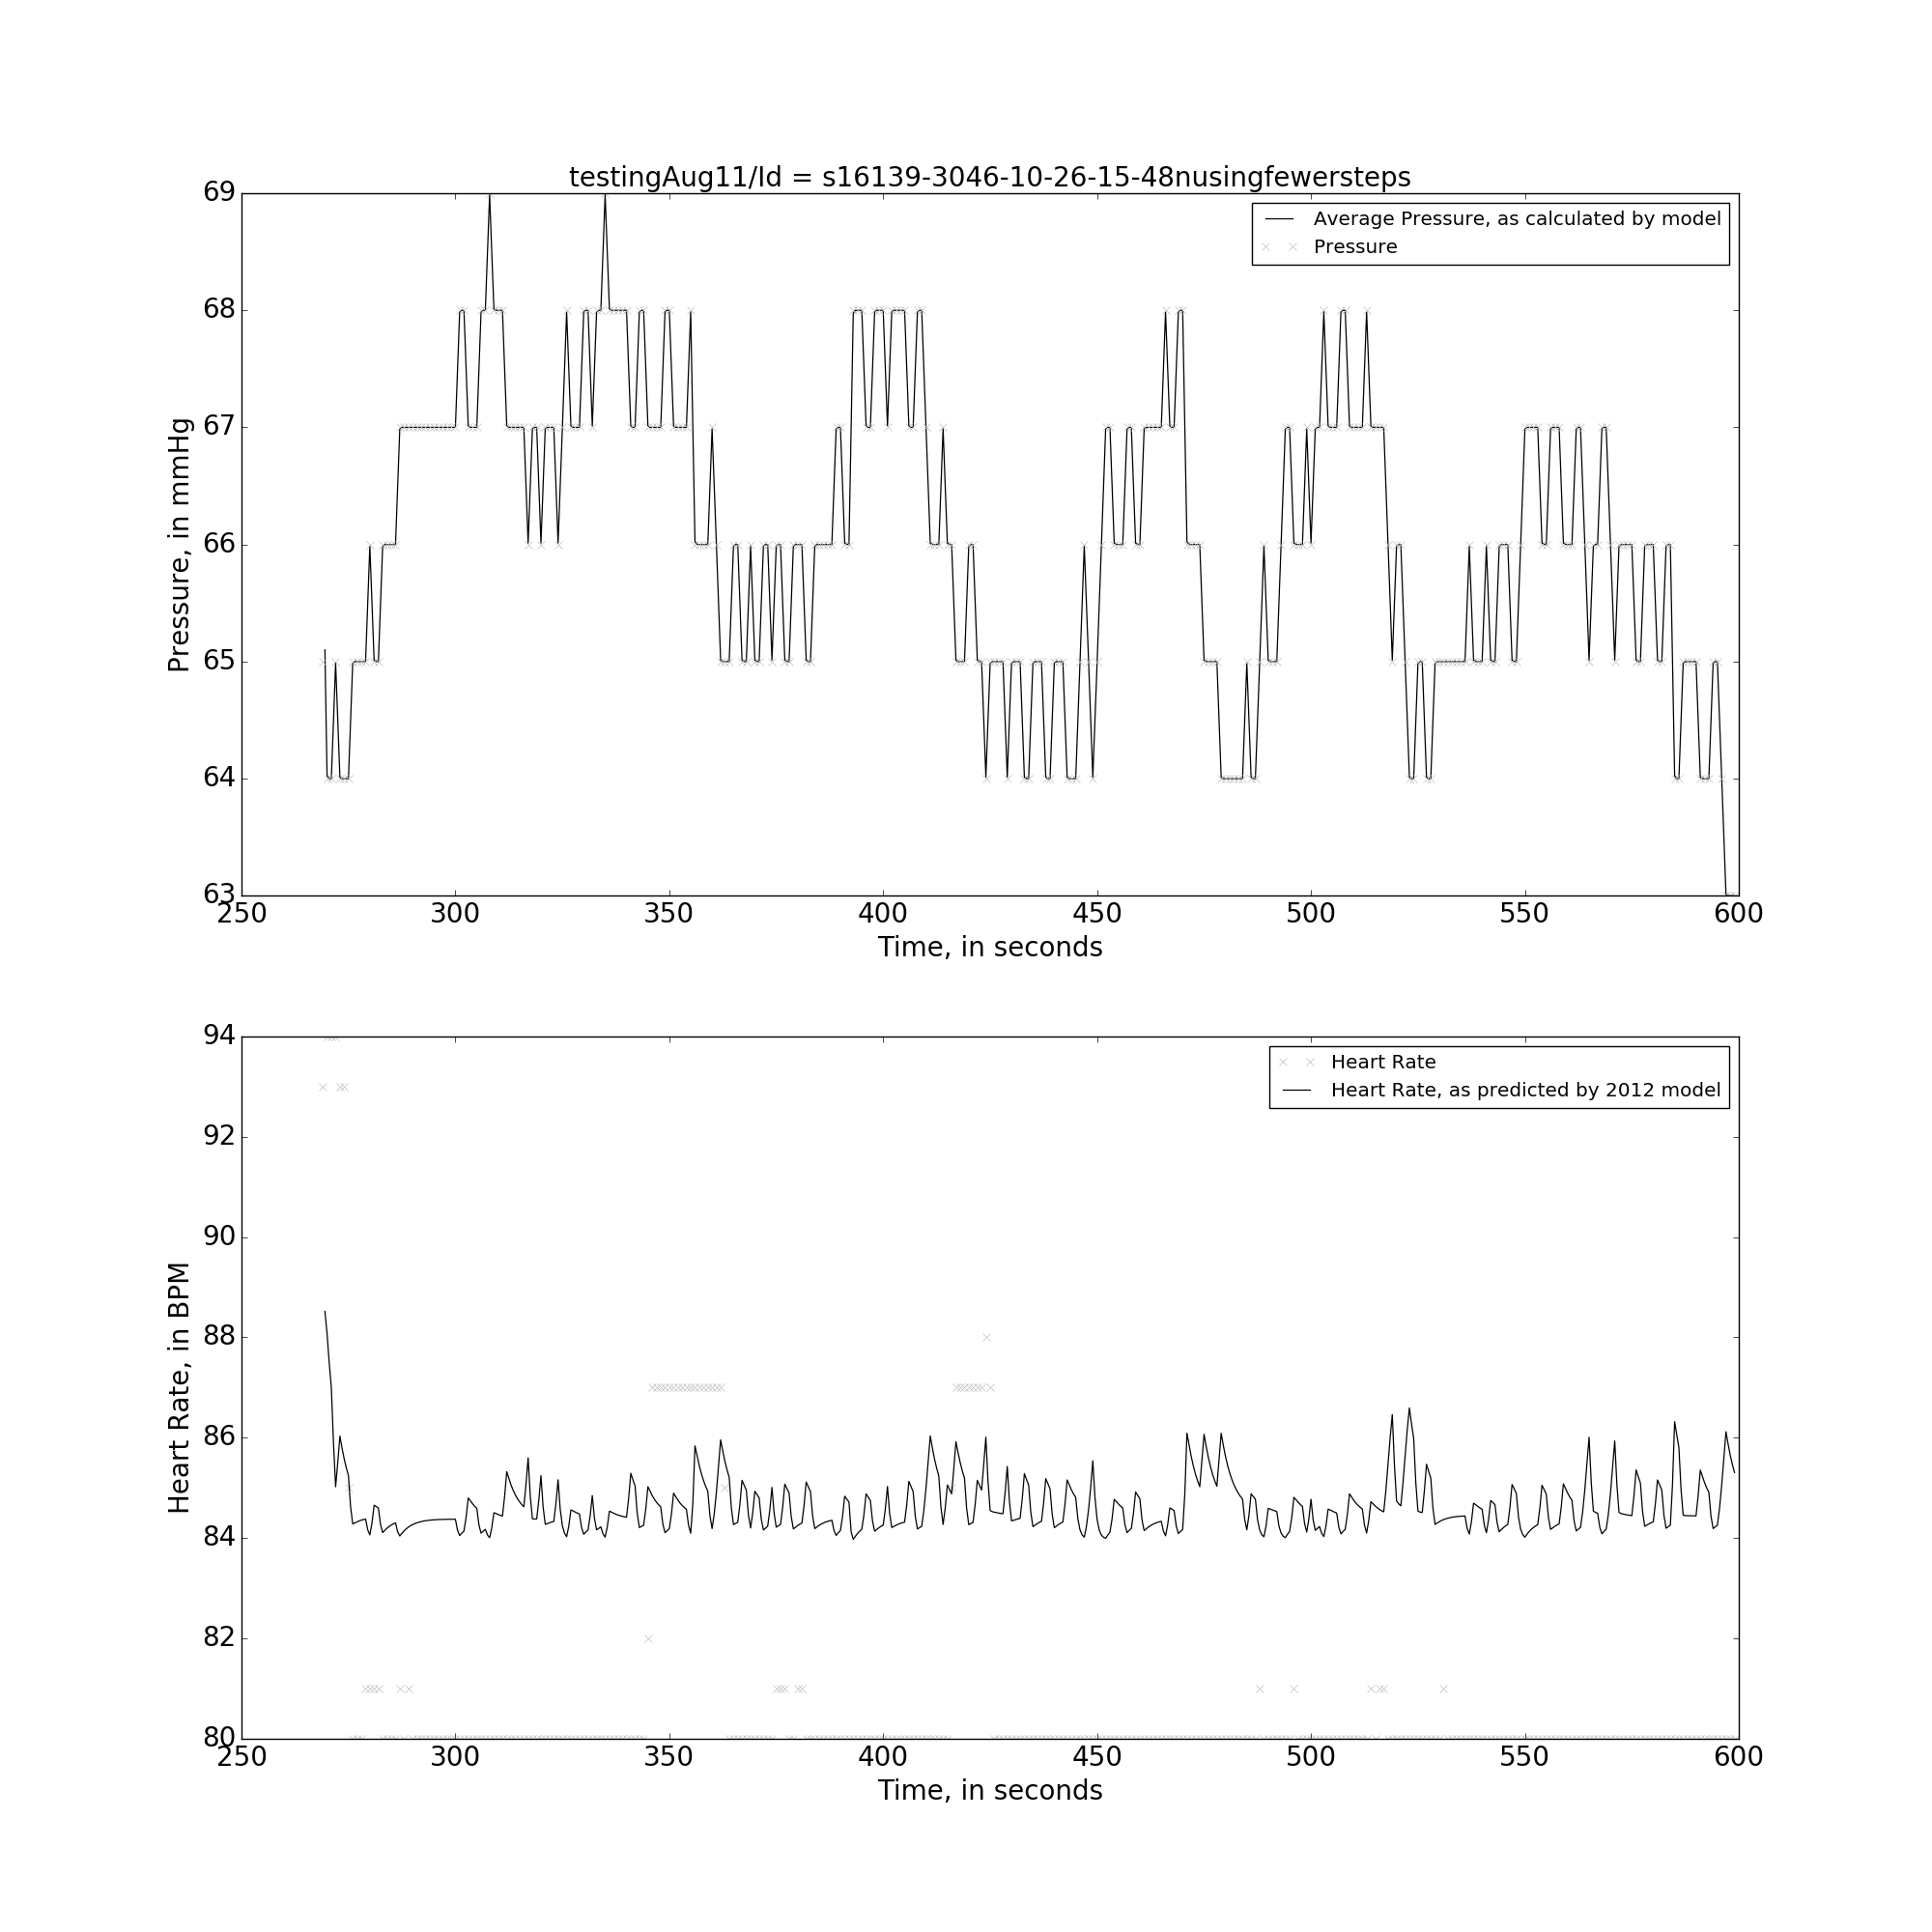 testingAug11/Id = s16139-3046-10-26-15-48nusingfewersteps
69
68
67
66
65
64
63
Pressure, in mmHg
Average Pressure, as calculated by model
Pressure
250 300 350 400 450 500 550 600
Time, in seconds
94
92
90
88
86
84
82
80
Heart Rate, in BPM
Heart Rate
Heart Rate, as predicted by 2012 model
250 300 350 400 450 500 550 600
Time, in seconds